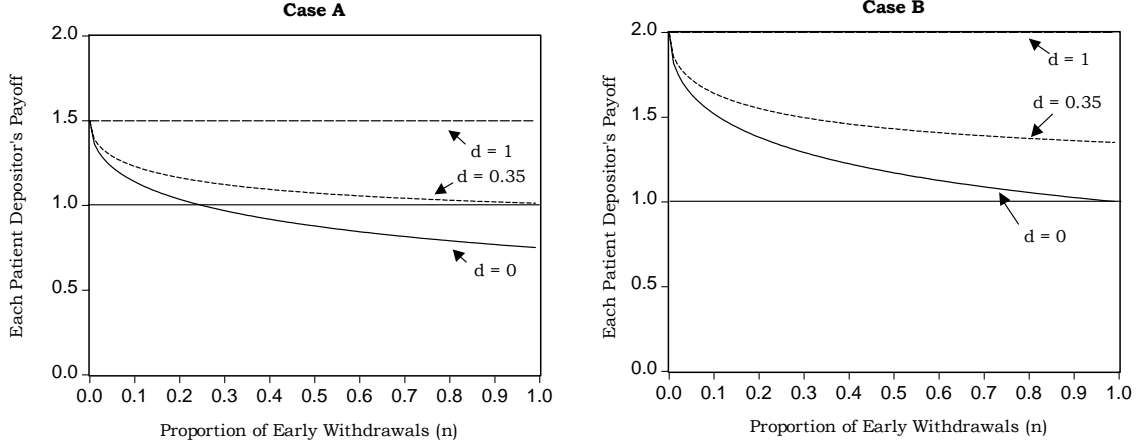 Case A
Each Patient Depositor's Payoff
2.0
1.5
1.0
0.5
0.0
d = 1
d = 0.35
d = 0
0.0 0.1 0.2 0.3 0.4 0.5 0.6 0.7 0.8 0.9 1.0
Proportion of Early Withdrawals (n)
Case B
Each Patient Depositor's Payoff
2.0
1.5
1.0
0.5
0.0
d = 1
d = 0.35
d = 0
0.0 0.1 0.2 0.3 0.4 0.5 0.6 0.7 0.8 0.9 1.0
Proportion of Early Withdrawals (n)